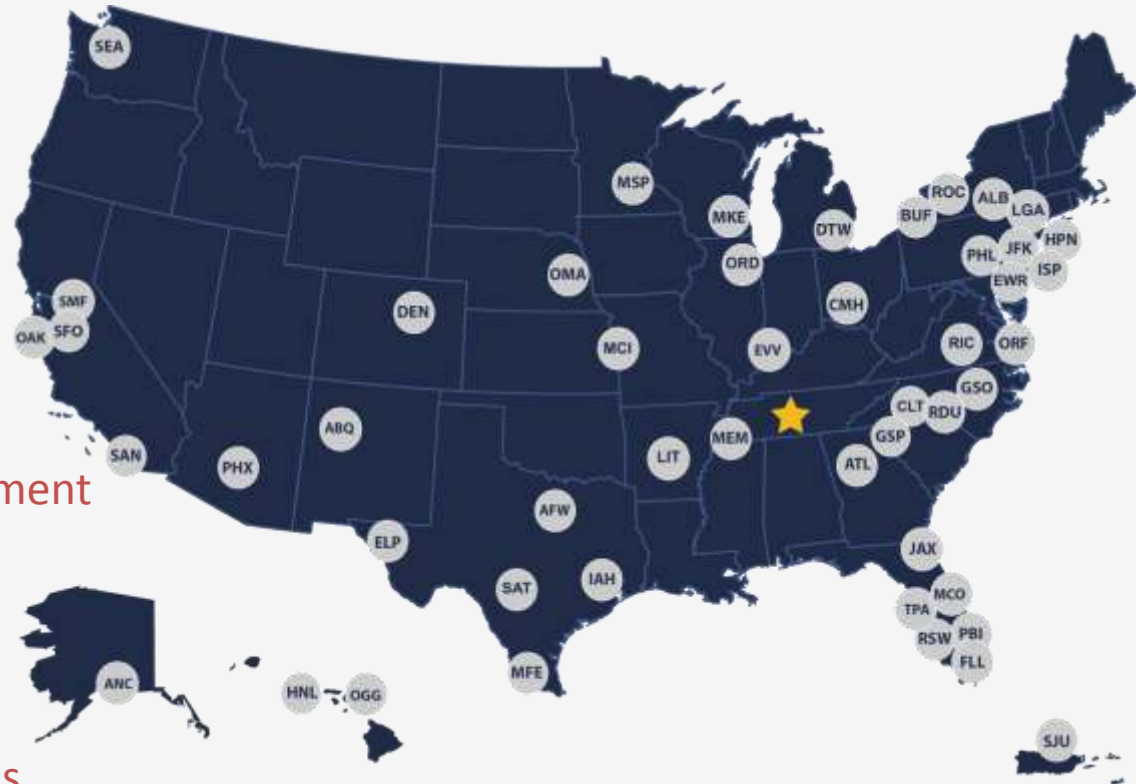 SEA
MSP
ROC
ALB
LGA
MKE
BUF
DTW
HPN
JFK
PHL
ORD
ISP
OMA
EWR
SMF
CMH
DEN
SFO
OAK
RIC
ORF
MCI
EVV
GSO
CLT
RDU
ABQ
MEM
GSP
SAN
LIT
ATL
PHX
ment
AFW
ELP
JAX
IAH
SAT
MCO
TPA
PBI
RSW
FLL
MFE
ANC
HNL
OGG
SJU
s